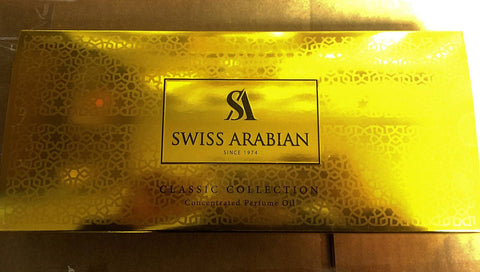 SA
SWISS ARABIAN
SINCE 1974
CLASSIC COLLECTION
Concentrated Perfume Oil